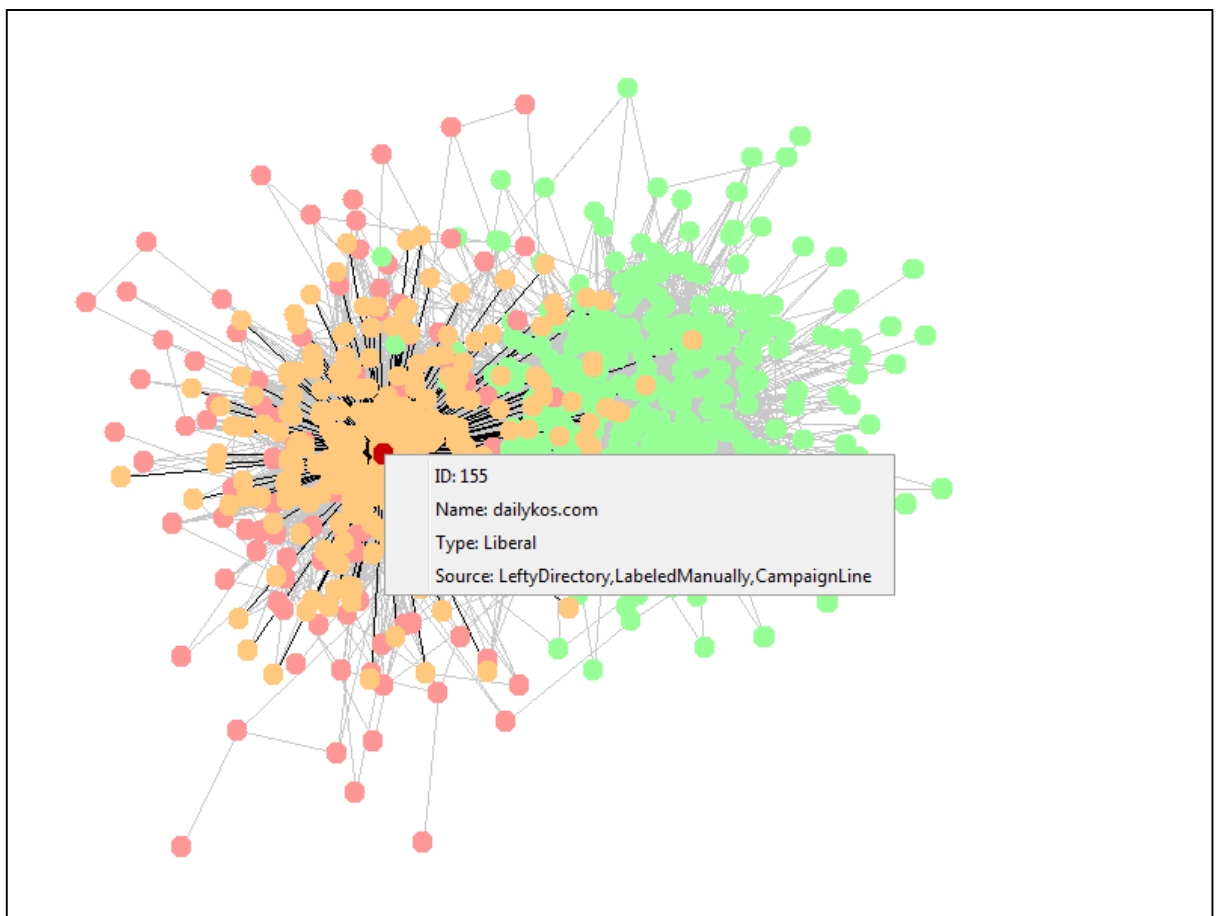 ID: 155
Name: dailykos.com
Type: Liberal
Source: LeftyDirectory,LabeledManually,CampaignLine